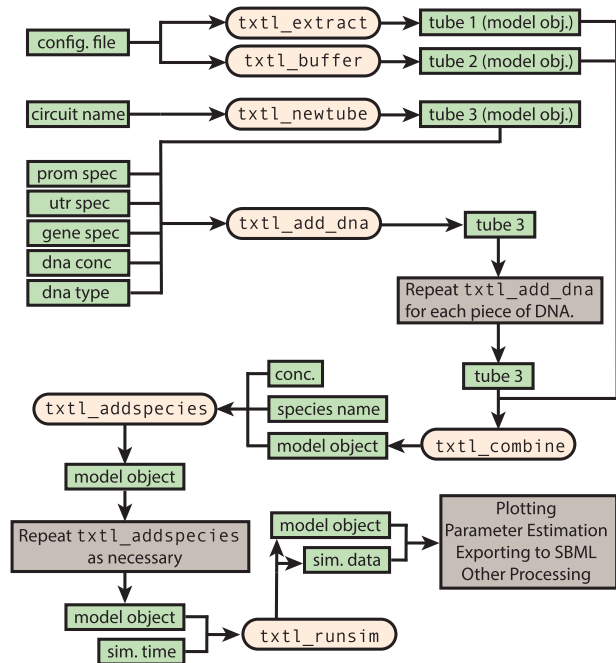 config. file
txtl_extract
tube 1 (model obj.)
txtl_buffer
tube 2 (model obj.)
circuit name
txtl_newtube
tube 3 (model obj.)
prom spec
utr spec
gene spec
dna conc
dna type
txtl_add_dna
tube 3
Repeat txtl_add_dna
for each piece of DNA.
tube 3
conc.
txtl_addspecies
species name
model object
txtl_combine
model object
Repeat txtl_addspecies
as necessary
model object
sim. time
txtl_runsim
model object
sim. data
Plotting
Parameter Estimation
Exporting to SBML
Other Processing